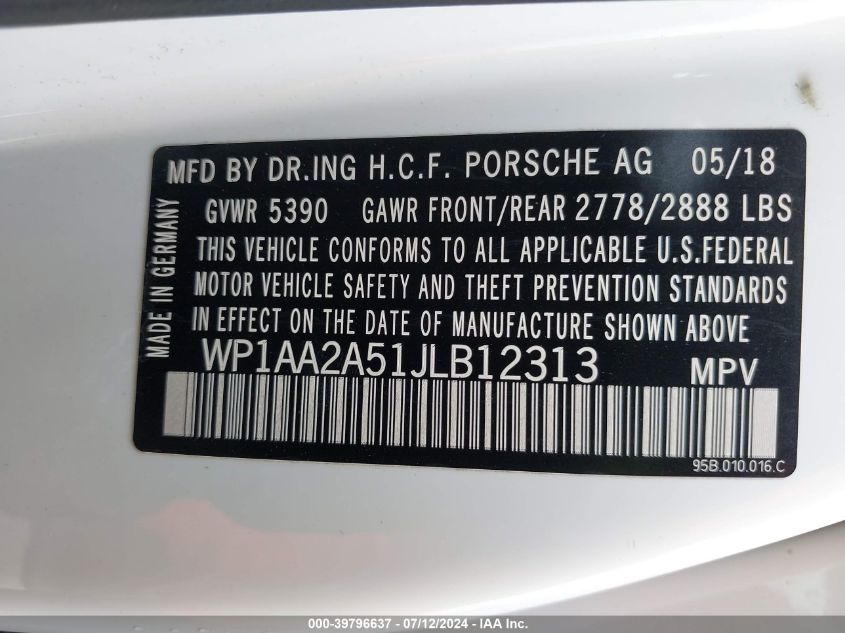 MFD BY DR.ING H.C.F. PORSCHE AG 05/18
GVWR 5390 GAWR FRONT/REAR 2778/2888 LBS
THIS VEHICLE CONFORMS TO ALL APPLICABLE U.S.FEDERAL
MOTOR VEHICLE SAFETY AND THEFT PREVENTION STANDARDS
IN EFFECT ON THE DATE OF MANUFACTURE SHOWN ABOVE
MADE IN GERMANY
WP1AA2A51JLB12313 MPV
95B.010.016.C
000-39796637 - 07/12/2024 - IAA Inc.